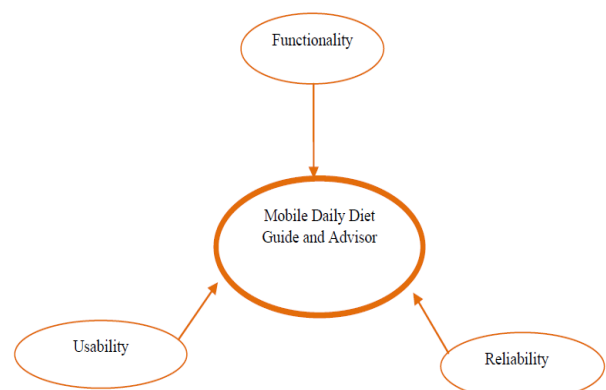 Functionality
Mobile Daily Diet
Guide and Advisor
Usability
Reliability